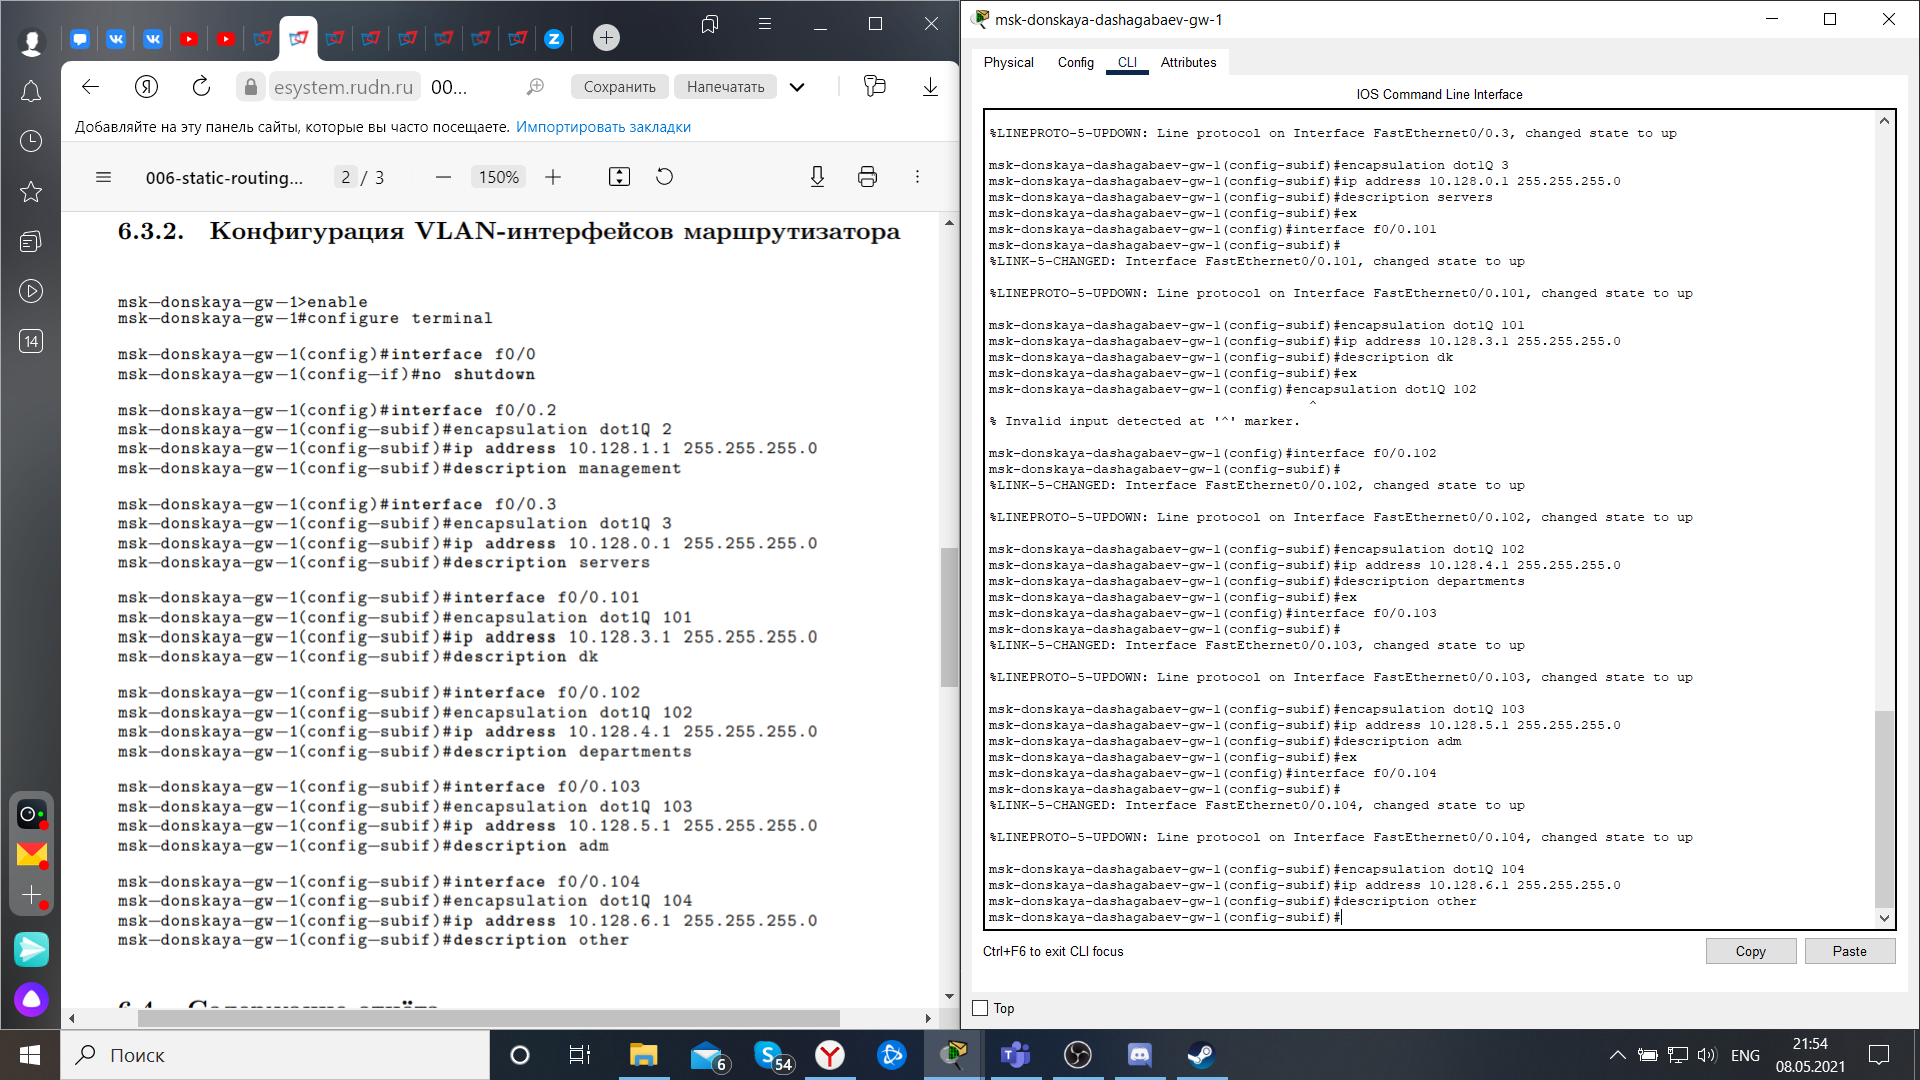 esystem.rudn.ru
00...
Сохранить
Напечатать
Добавляйте на эту панель сайты, которые вы часто посещаете. Импортировать закладки
006-static-routing...
2 / 3
150%
6.3.2. Конфигурация VLAN-интерфейсов маршрутизатора
msk-donskaya-gw-1>enable
msk-donskaya-gw-1#configure terminal
msk-donskaya-gw-1(config)#interface f0/0
msk-donskaya-gw-1(config-if)#no shutdown
msk-donskaya-gw-1(config)#interface f0/0.2
msk-donskaya-gw-1(config-subif)#encapsulation dot1Q 2
msk-donskaya-gw-1(config-subif)#ip address 10.128.1.1 255.255.255.0
msk-donskaya-gw-1(config-subif)#description management
msk-donskaya-gw-1(config)#interface f0/0.3
msk-donskaya-gw-1(config-subif)#encapsulation dot1Q 3
msk-donskaya-gw-1(config-subif)#ip address 10.128.0.1 255.255.255.0
msk-donskaya-gw-1(config-subif)#description servers
msk-donskaya-gw-1(config-subif)#interface f0/0.101
msk-donskaya-gw-1(config-subif)#encapsulation dot1Q 101
msk-donskaya-gw-1(config-subif)#ip address 10.128.3.1 255.255.255.0
msk-donskaya-gw-1(config-subif)#description dk
msk-donskaya-gw-1(config-subif)#interface f0/0.102
msk-donskaya-gw-1(config-subif)#encapsulation dot1Q 102
msk-donskaya-gw-1(config-subif)#ip address 10.128.4.1 255.255.255.0
msk-donskaya-gw-1(config-subif)#description departments
msk-donskaya-gw-1(config-subif)#interface f0/0.103
msk-donskaya-gw-1(config-subif)#encapsulation dot1Q 103
msk-donskaya-gw-1(config-subif)#ip address 10.128.5.1 255.255.255.0
msk-donskaya-gw-1(config-subif)#description adm
msk-donskaya-gw-1(config-subif)#interface f0/0.104
msk-donskaya-gw-1(config-subif)#encapsulation dot1Q 104
msk-donskaya-gw-1(config-subif)#ip address 10.128.6.1 255.255.255.0
msk-donskaya-gw-1(config-subif)#description other
14
msk-donskaya-dashagabaev-gw-1
Physical Config CLI Attributes
IOS Command Line Interface
%LINEPROTO-5-UPDOWN: Line protocol on Interface FastEthernet0/0.3, changed state to up
msk-donskaya-dashagabaev-gw-1(config-subif)#encapsulation dot1Q 3
msk-donskaya-dashagabaev-gw-1(config-subif)#ip address 10.128.0.1 255.255.255.0
msk-donskaya-dashagabaev-gw-1(config-subif)#description servers
msk-donskaya-dashagabaev-gw-1(config-subif)#ex
msk-donskaya-dashagabaev-gw-1(config)#interface f0/0.101
msk-donskaya-dashagabaev-gw-1(config-subif)#
%LINK-5-CHANGED: Interface FastEthernet0/0.101, changed state to up
%LINEPROTO-5-UPDOWN: Line protocol on Interface FastEthernet0/0.101, changed state to up
msk-donskaya-dashagabaev-gw-1(config-subif)#encapsulation dot1Q 101
msk-donskaya-dashagabaev-gw-1(config-subif)#ip address 10.128.3.1 255.255.255.0
msk-donskaya-dashagabaev-gw-1(config-subif)#description dk
msk-donskaya-dashagabaev-gw-1(config-subif)#ex
msk-donskaya-dashagabaev-gw-1(config)#encapsulation dot1Q 102
^
% Invalid input detected at '^' marker.
msk-donskaya-dashagabaev-gw-1(config)#interface f0/0.102
msk-donskaya-dashagabaev-gw-1(config-subif)#
%LINK-5-CHANGED: Interface FastEthernet0/0.102, changed state to up
%LINEPROTO-5-UPDOWN: Line protocol on Interface FastEthernet0/0.102, changed state to up
msk-donskaya-dashagabaev-gw-1(config-subif)#encapsulation dot1Q 102
msk-donskaya-dashagabaev-gw-1(config-subif)#ip address 10.128.4.1 255.255.255.0
msk-donskaya-dashagabaev-gw-1(config-subif)#description departments
msk-donskaya-dashagabaev-gw-1(config-subif)#ex
msk-donskaya-dashagabaev-gw-1(config)#interface f0/0.103
msk-donskaya-dashagabaev-gw-1(config-subif)#
%LINK-5-CHANGED: Interface FastEthernet0/0.103, changed state to up
%LINEPROTO-5-UPDOWN: Line protocol on Interface FastEthernet0/0.103, changed state to up
msk-donskaya-dashagabaev-gw-1(config-subif)#encapsulation dot1Q 103
msk-donskaya-dashagabaev-gw-1(config-subif)#ip address 10.128.5.1 255.255.255.0
msk-donskaya-dashagabaev-gw-1(config-subif)#description adm
msk-donskaya-dashagabaev-gw-1(config-subif)#ex
msk-donskaya-dashagabaev-gw-1(config)#interface f0/0.104
msk-donskaya-dashagabaev-gw-1(config-subif)#
%LINK-5-CHANGED: Interface FastEthernet0/0.104, changed state to up
%LINEPROTO-5-UPDOWN: Line protocol on Interface FastEthernet0/0.104, changed state to up
msk-donskaya-dashagabaev-gw-1(config-subif)#encapsulation dot1Q 104
msk-donskaya-dashagabaev-gw-1(config-subif)#ip address 10.128.6.1 255.255.255.0
msk-donskaya-dashagabaev-gw-1(config-subif)#description other
msk-donskaya-dashagabaev-gw-1(config-subif)#
Ctrl+F6 to exit CLI focus
Copy
Paste
Top
Поиск
6
54
ENG
21:54
08.05.2021